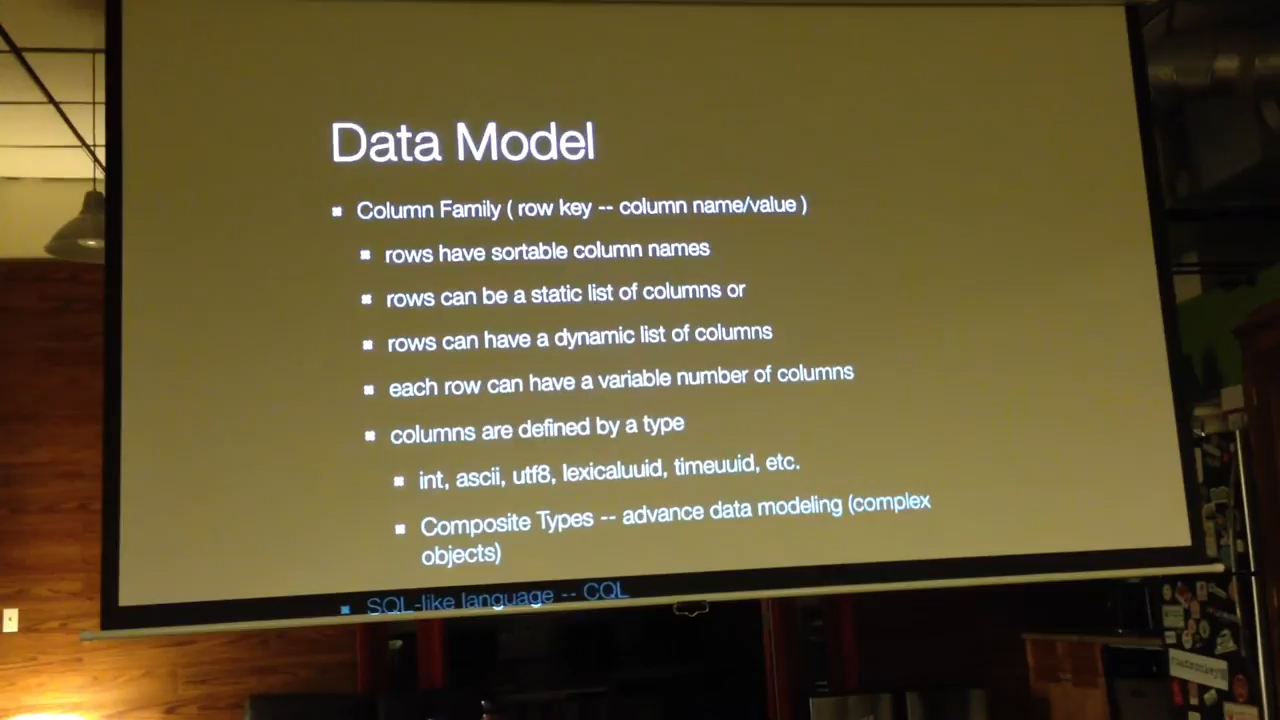 Data Model
Column Family ( row key -- column name/value )
rows have sortable column names
rows can be a static list of columns or
rows can have a dynamic list of columns
each row can have a variable number of columns
columns are defined by a type
int, ascii, utf8, lexicaluuid, timeuuid, etc.
Composite Types -- advance data modeling (complex
objects)
SQL-like language -- CQL